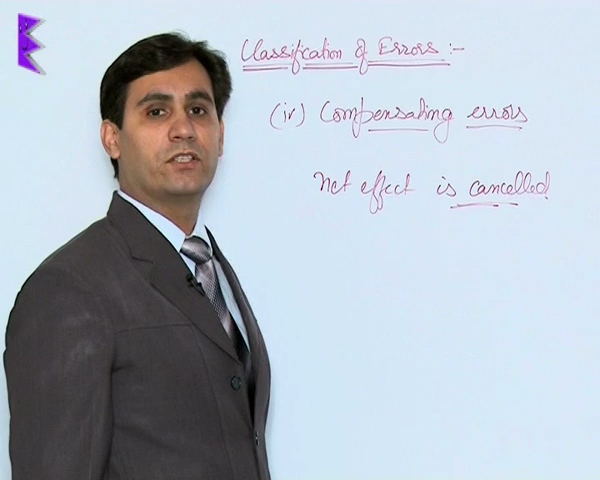 Classification of Errors :-
(iv) Compensating errors
Net effect is cancelled